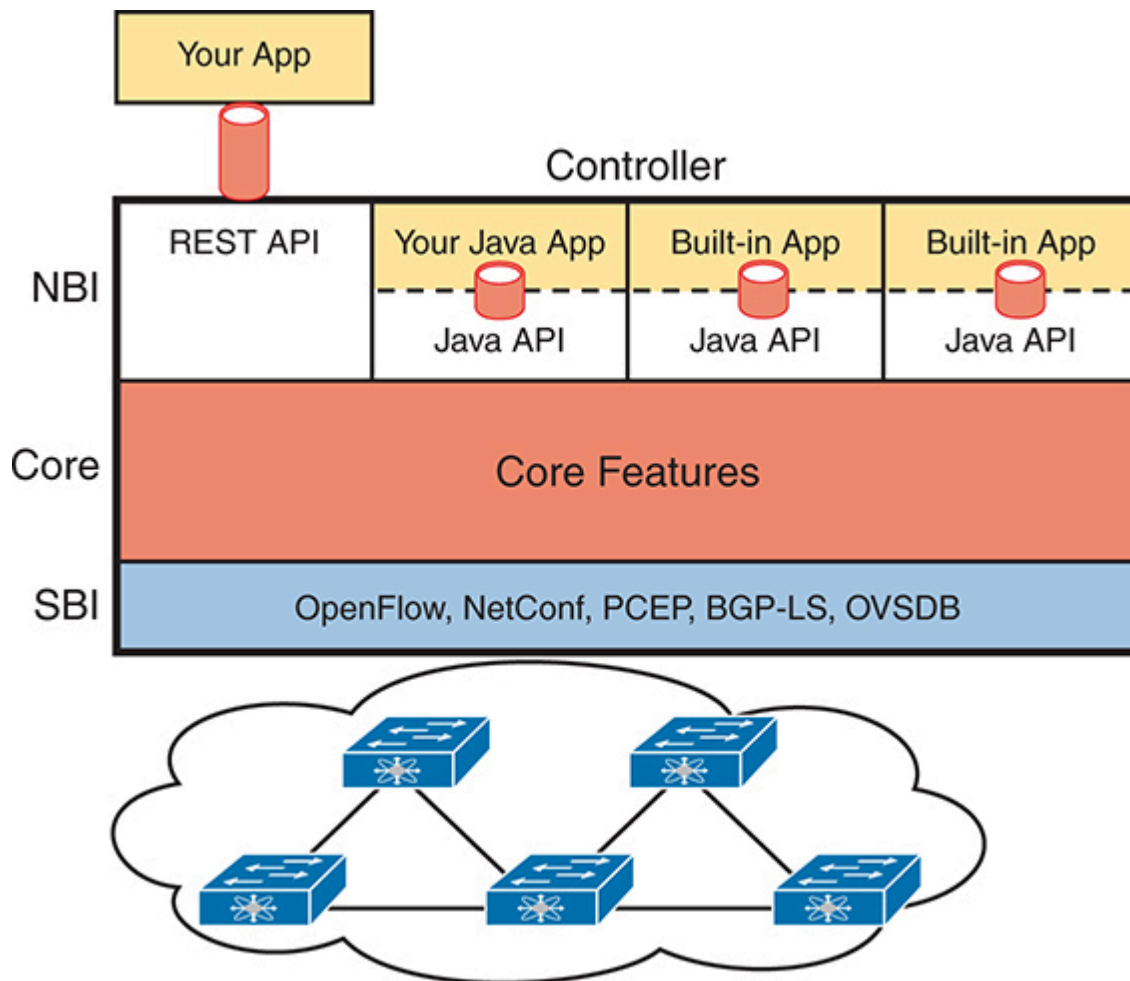 Your App
Controller
NBI
REST API
Your Java App
Built-in App
Built-in App
Java API
Java API
Java API
Core
Core Features
SBI
OpenFlow, NetConf, PCEP, BGP-LS, OVSDB